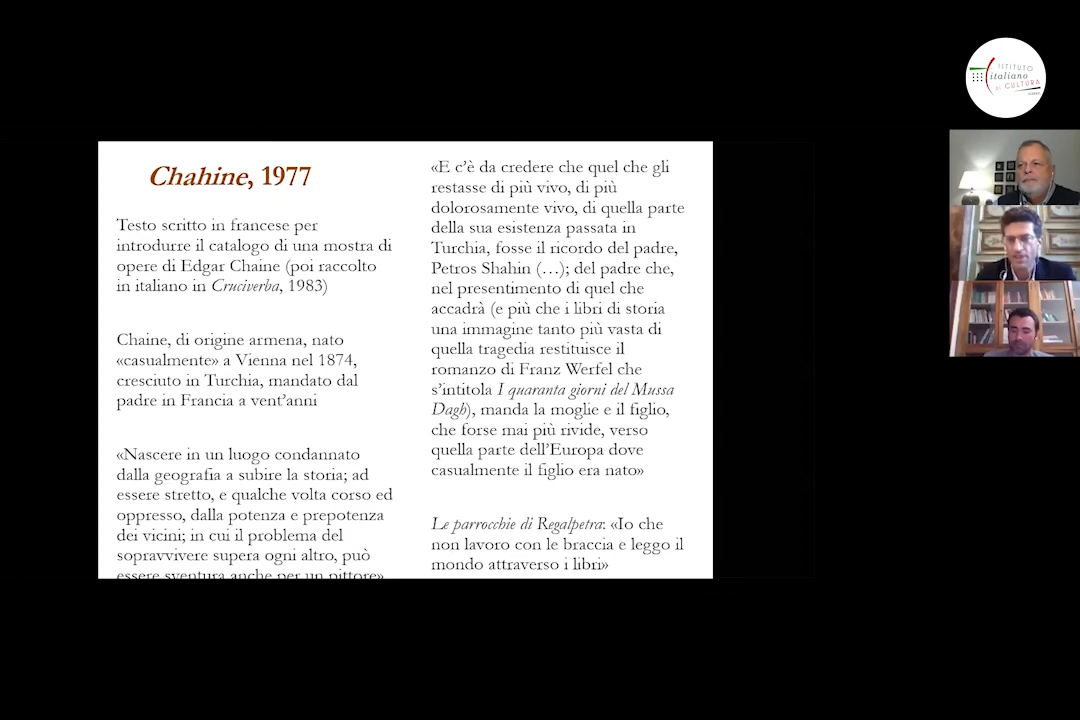 Chahine, 1977
Testo scritto in francese per
introdurre il catalogo di una mostra di
opere di Edgar Chaine (poi raccolto
in italiano in Cruciverba, 1983)
Chaine, di origine armena, nato
«casualmente» a Vienna nel 1874,
cresciuto in Turchia, mandato dal
padre in Francia a vent’anni
«Nascere in un luogo condannato
dalla geografia a subire la storia; ad
essere stretto, e qualche volta corso ed
oppresso, dalla potenza e prepotenza
dei vicini; in cui il problema del
sopravvivere supera ogni altro, può
essere sventura anche per un pittore»
«E c’è da credere che quel che gli
restasse di più vivo, di più
dolorosamente vivo, di quella parte
della sua esistenza passata in
Turchia, fosse il ricordo del padre,
Petros Shahin (…); del padre che,
nel presentimento di quel che
accadrà (e più che i libri di storia
una immagine tanto più vasta di
quella tragedia restituisce il
romanzo di Franz Werfel che
s’intitola I quaranta giorni del Mussa
Dagh), manda la moglie e il figlio,
che forse mai più rivide, verso
quella parte dell’Europa dove
casualmente il figlio era nato»
Le parrocchie di Regalpetra: «Io che
non lavoro con le braccia e leggo il
mondo attraverso i libri»
ISTITUTO
italiano
DI CULTURA